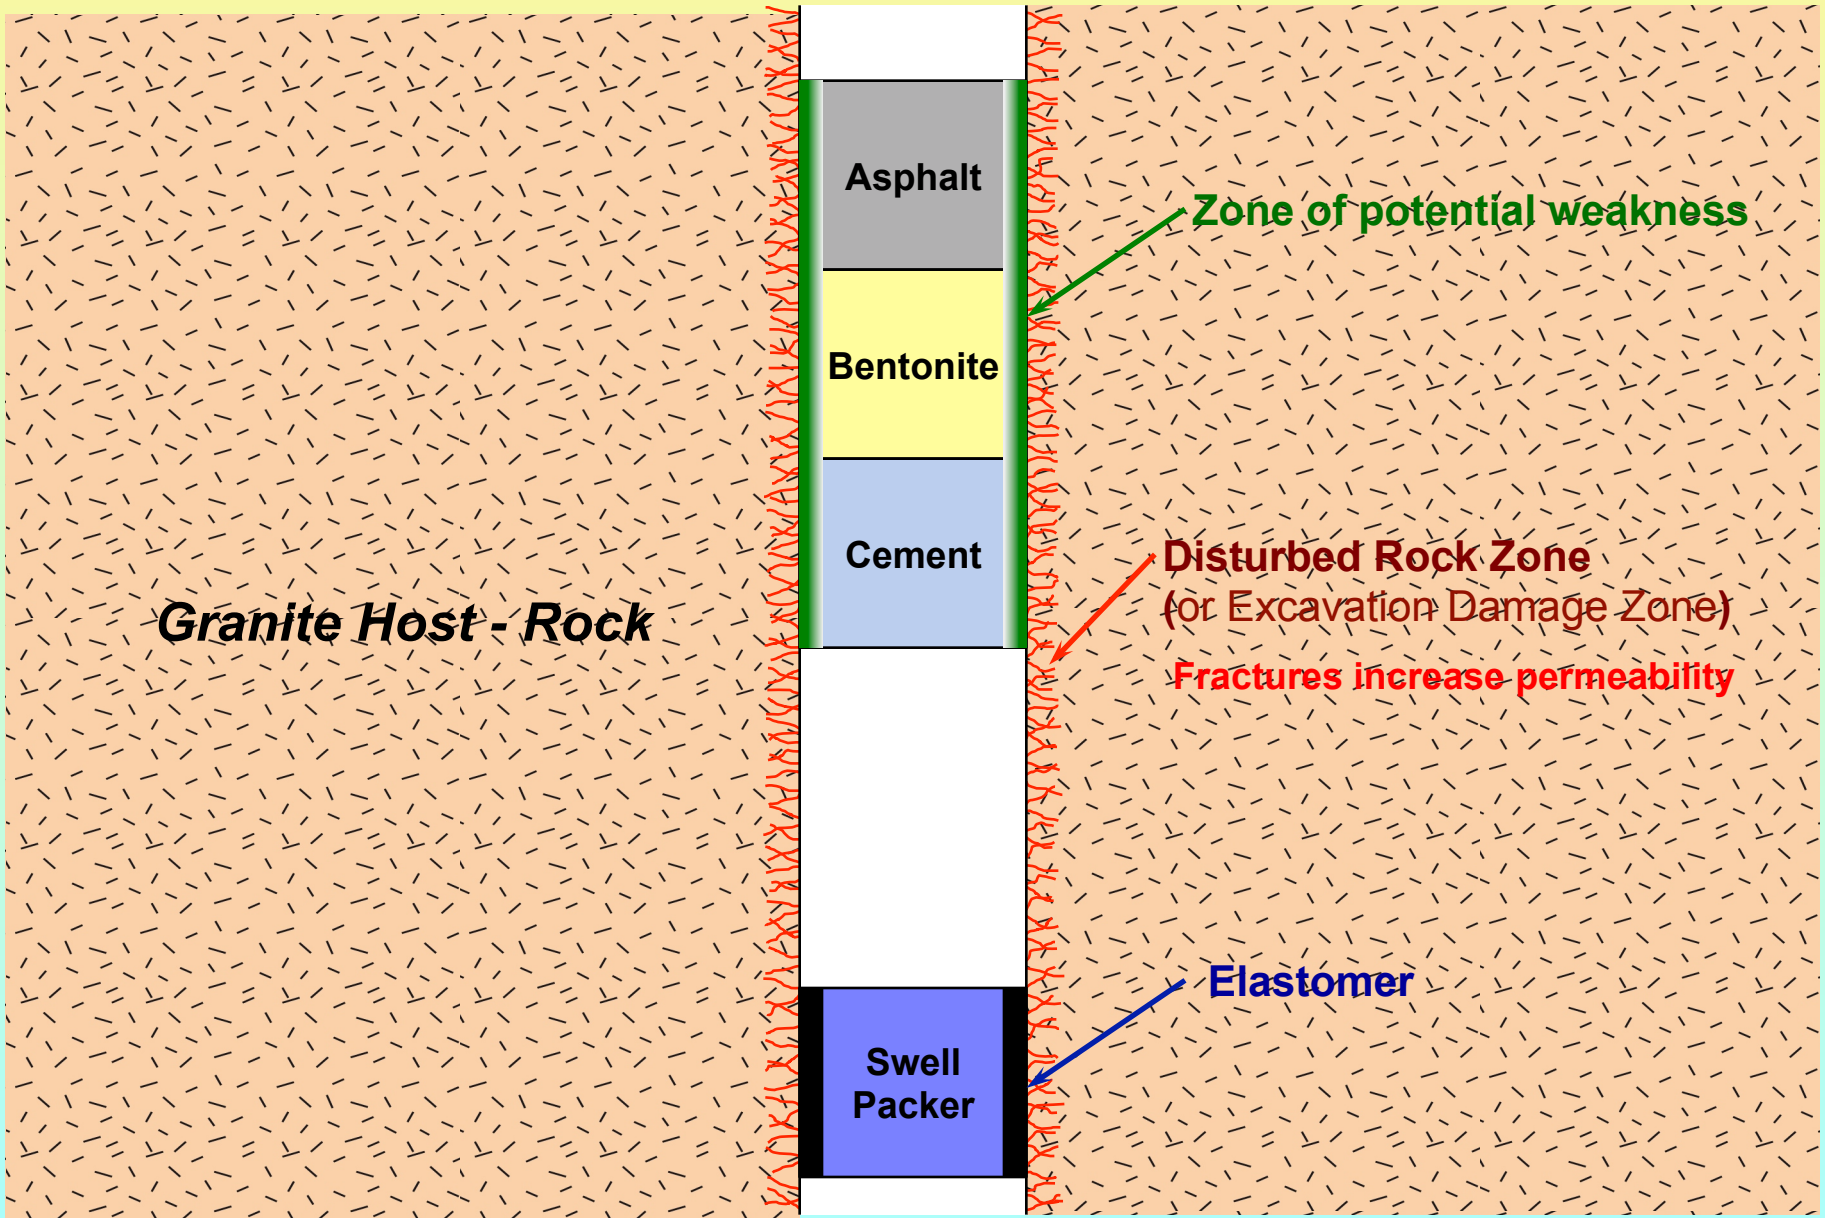 Asphalt
Zone of potential weakness
Bentonite
Cement
Disturbed Rock Zone
(or Excavation Damage Zone)
Granite Host - Rock
Fractures increase permeability
Elastomer
Swell
Packer